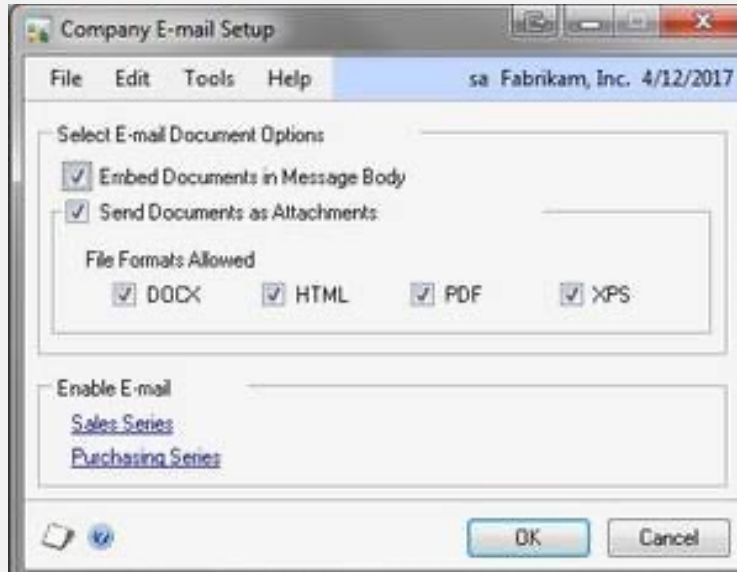 Company E-mail Setup
File Edit Tools Help sa Fabrikam, Inc. 4/12/2017
Select E-mail Document Options
Embed Documents in Message Body
Send Documents as Attachments
File Formats Allowed
DOCX HTML PDF XPS
Enable E-mail
Sales Series
Purchasing Series
OK Cancel